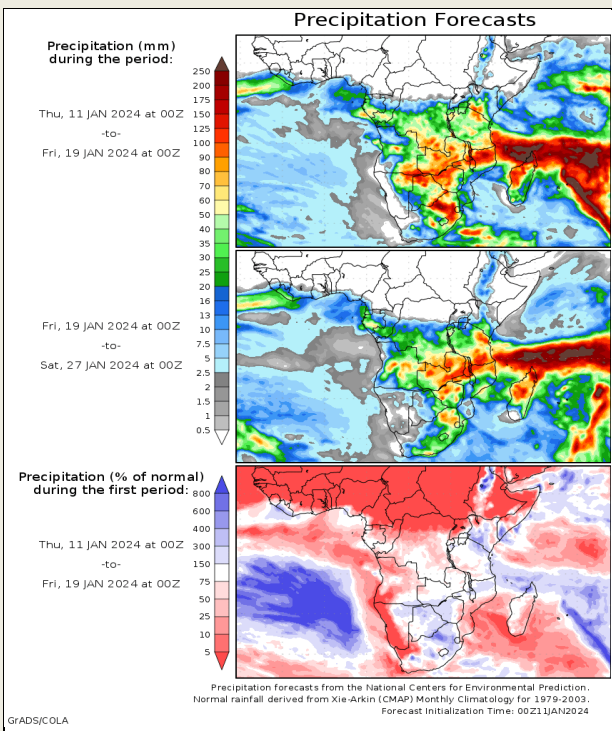 Precipitation Forecasts
Precipitation (mm)
during the period:
Thu, 11 JAN 2024 at 00Z
-to-
Fri, 19 JAN 2024 at 00Z
250
200
175
150
125
100
90
80
70
60
50
40
35
30
25
20
16
13
10
7.5
5
2.5
2
1.5
1
0.5
Fri, 19 JAN 2024 at 00Z
-to-
Sat, 27 JAN 2024 at 00Z
Precipitation (% of normal)
during the first period:
Thu, 11 JAN 2024 at 00Z
-to-
Fri, 19 JAN 2024 at 00Z
800
600
400
300
150
75
50
25
10
5
Precipitation forecasts from the National Centers for Environmental Prediction.
Normal rainfall derived from Xie-Arkin (CMAP) Monthly Climatology for 1979-2003.
Forecast Initialization Time: 00Z11JAN2024
GrADS/COLA